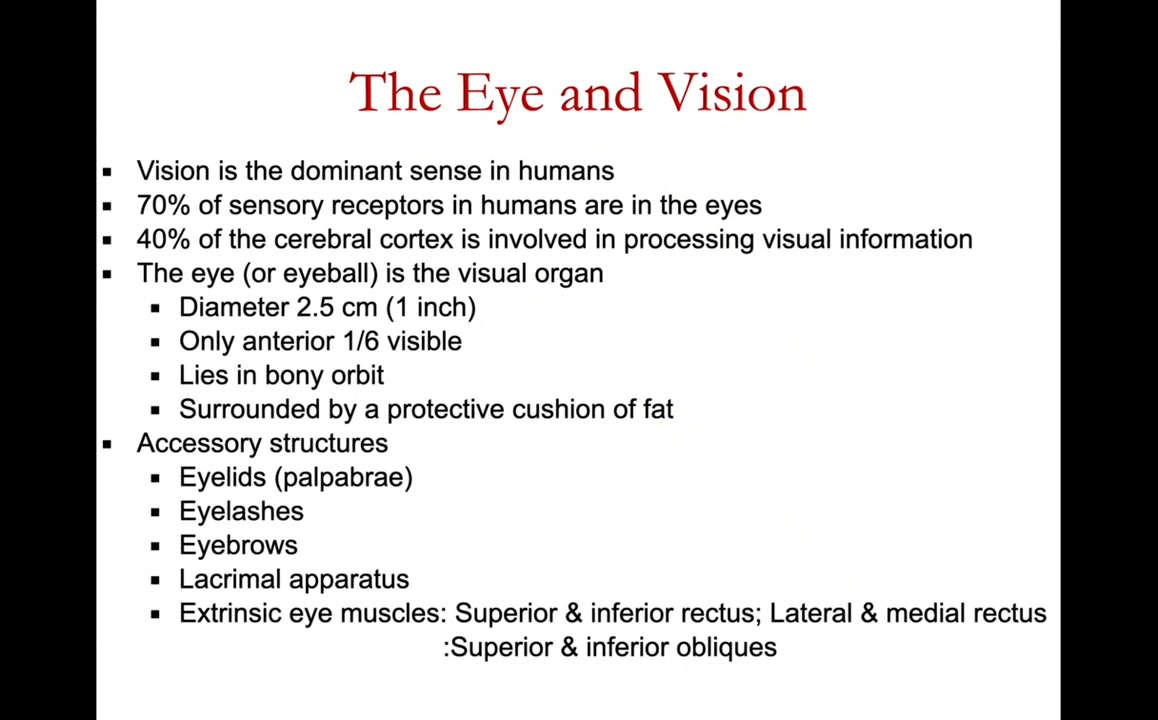 The Eye and Vision
▪ Vision is the dominant sense in humans
▪ 70% of sensory receptors in humans are in the eyes
▪ 40% of the cerebral cortex is involved in processing visual information
▪ The eye (or eyeball) is the visual organ
▪ Diameter 2.5 cm (1 inch)
▪ Only anterior 1/6 visible
▪ Lies in bony orbit
▪ Surrounded by a protective cushion of fat
▪ Accessory structures
▪ Eyelids (palpabrae)
▪ Eyelashes
▪ Eyebrows
▪ Lacrimal apparatus
▪ Extrinsic eye muscles: Superior & inferior rectus; Lateral & medial rectus
:Superior & inferior obliques